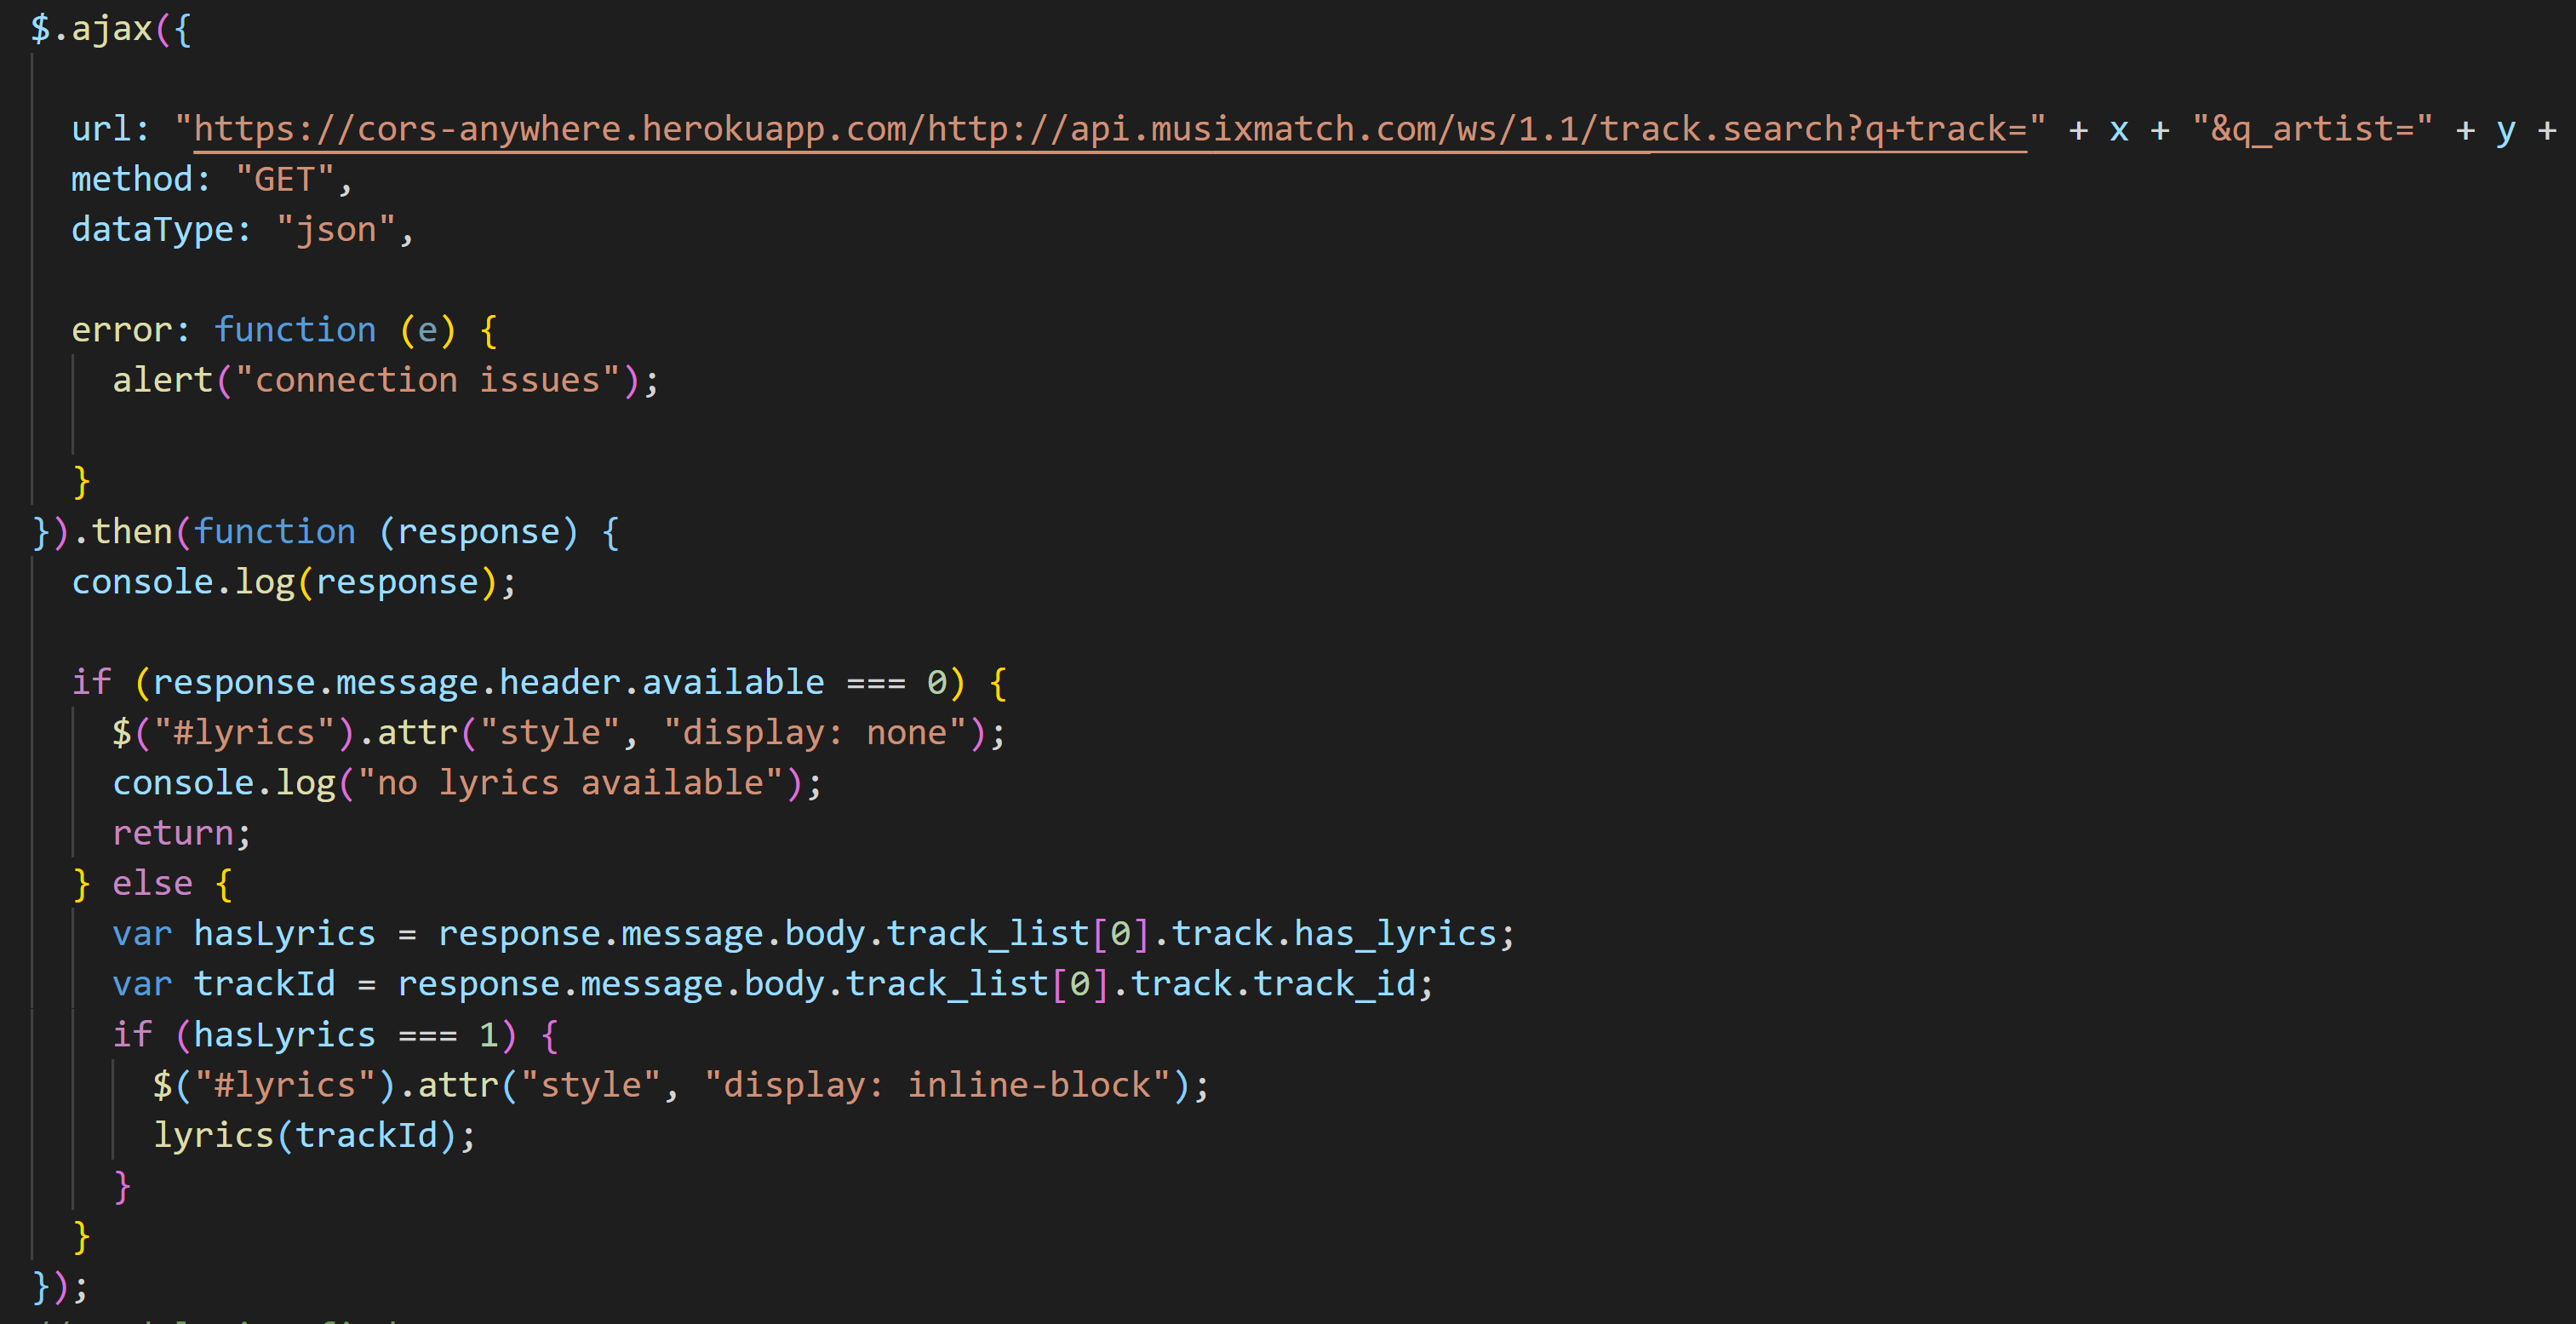 $.ajax({
url: "https://cors-anywhere.herokuapp.com/http://api.musixmatch.com/ws/1.1/track.search?q+track=" + x + "&q_artist=" + y +
method: "GET",
dataType: "json",
error: function (e) {
alert("connection issues");
}
}).then(function (response) {
console.log(response);
if (response.message.header.available === 0) {
$("#lyrics").attr("style", "display: none");
console.log("no lyrics available");
return;
} else {
var hasLyrics = response.message.body.track_list[0].track.has_lyrics;
var trackId = response.message.body.track_list[0].track.track_id;
if (hasLyrics === 1) {
$("#lyrics").attr("style", "display: inline-block");
lyrics(trackId);
}
}
});